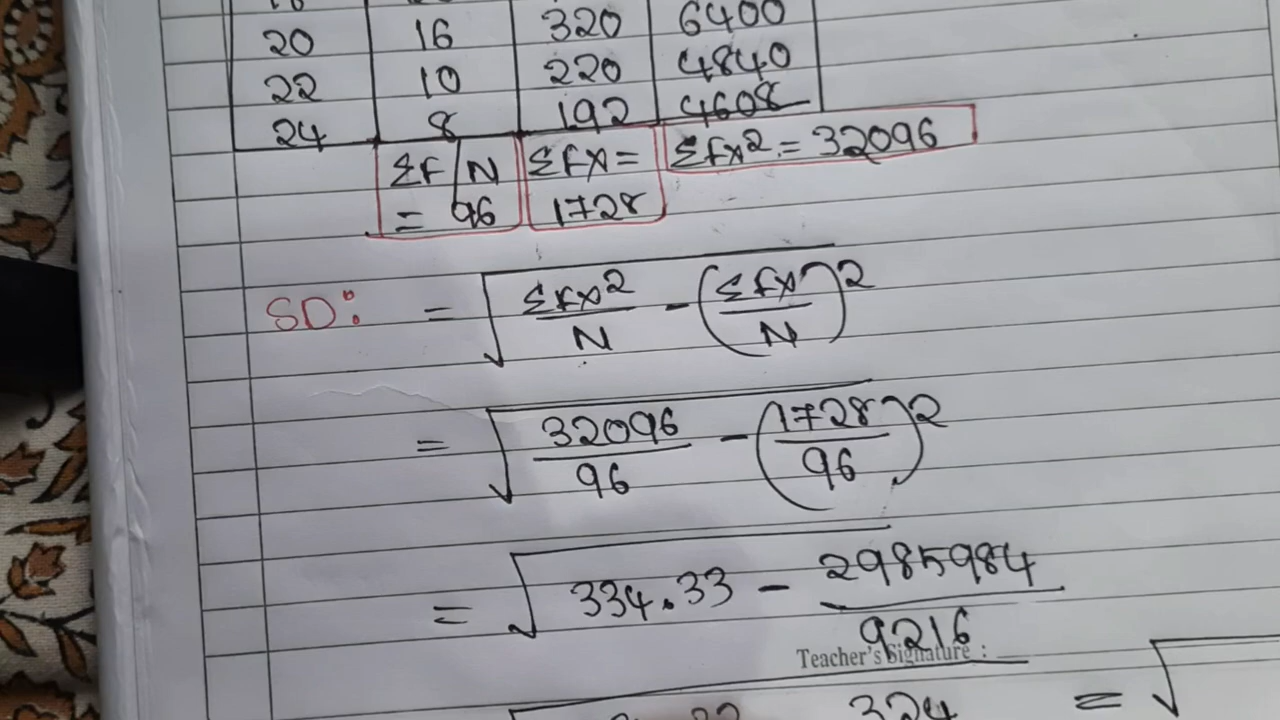 20 16 320 6400
22 10 220 4840
24 8 192 4608
Σf/N = 96 Σfx = 1728 Σfx² = 32096
SD: = √(Σfx²/N - (Σfx/N)²)
= √(32096/96 - (1728/96)²)
= √(334.33 - 2985984/9216)
Teacher's Signature :
324 = √